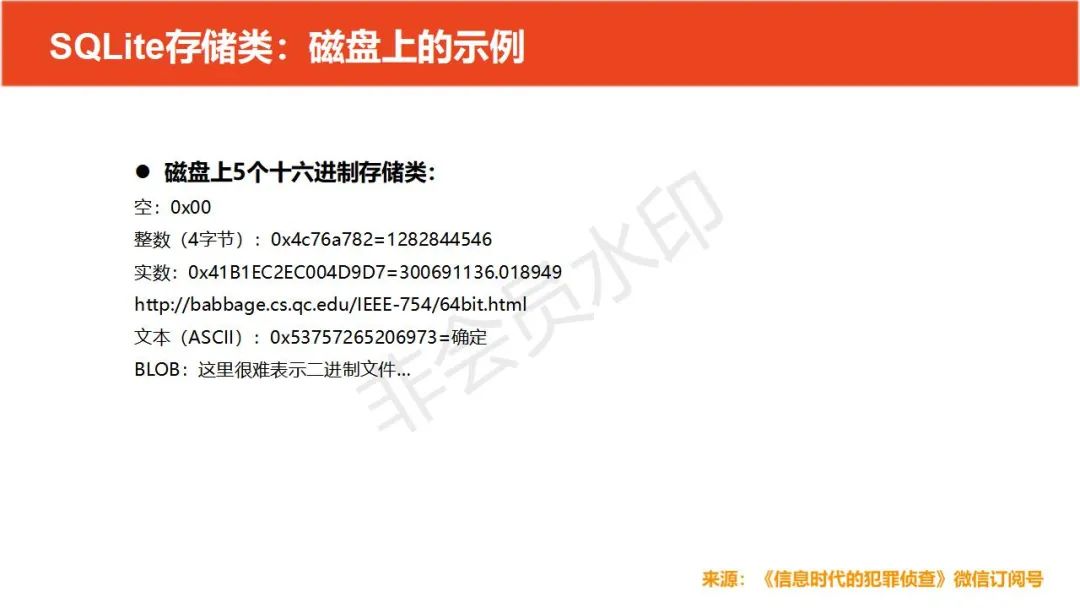 SQLite存储类：磁盘上的示例
● 磁盘上5个十六进制存储类：
空：0x00
整数（4字节）：0x4c76a782=1282844546
实数：0x41B1EC2EC004D9D7=300691136.018949
http://babbage.cs.qc.edu/IEEE-754/64bit.html
文本（ASCII）：0x53757265206973=确定
BLOB：这里很难表示二进制文件...
非会员水印
来源：《信息时代的犯罪侦查》微信订阅号